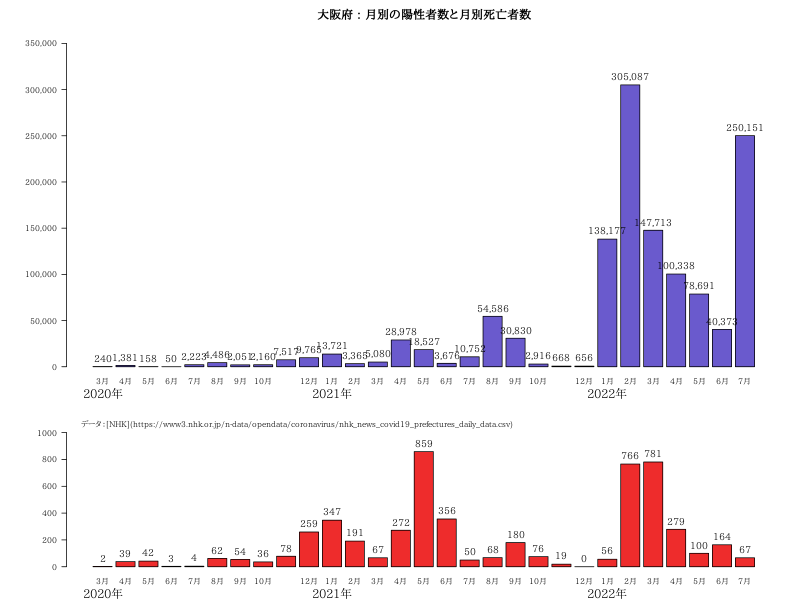 大阪府 : 月別の陽性者数と月別死亡者数
350,000
300,000
250,000
200,000
150,000
100,000
50,000
0
240 1,381 158 50 2,223 4,486 2,051 2,160 7,517 9,765 13,721 3,365 5,080 28,978 18,527 3,676 10,752 54,586 30,830 2,916 668 656 138,177 305,087 147,713 100,338 78,691 40,373 250,151
3月 4月 5月 6月 7月 8月 9月 10月 12月 1月 2月 3月 4月 5月 6月 7月 8月 9月 10月 12月 1月 2月 3月 4月 5月 6月 7月
2020年 2021年 2022年
データ:[NHK](https://www3.nhk.or.jp/n-data/opendata/coronavirus/nhk_news_covid19_prefectures_daily_data.csv)
1000
800
600
400
200
0
2 39 42 3 4 62 54 36 78 259 347 191 67 272 859 356 50 68 180 76 19 0 56 766 781 279 100 164 67
3月 4月 5月 6月 7月 8月 9月 10月 12月 1月 2月 3月 4月 5月 6月 7月 8月 9月 10月 12月 1月 2月 3月 4月 5月 6月 7月
2020年 2021年 2022年